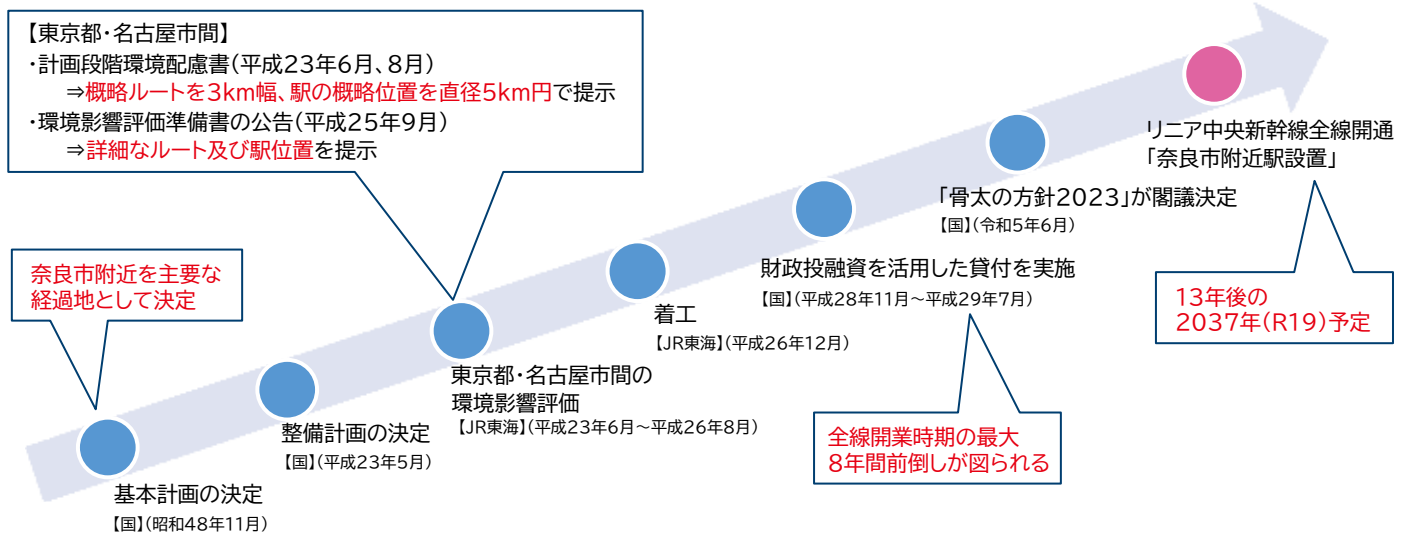 【東京都・名古屋市間】
・計画段階環境配慮書(平成23年6月、8月)
⇒概略ルートを3km幅、駅の概略位置を直径5km円で提示
・環境影響評価準備書の公告(平成25年9月)
⇒詳細なルート及び駅位置を提示
奈良市附近を主要な
経過地として決定
基本計画の決定
【国】(昭和48年11月)
整備計画の決定
【国】(平成23年5月)
東京都・名古屋市間の
環境影響評価
【JR東海】(平成23年6月～平成26年8月)
着工
【JR東海】(平成26年12月)
財政投融資を活用した貸付を実施
【国】(平成28年11月～平成29年7月)
全線開業時期の最大
8年間前倒しが図られる
「骨太の方針2023」が閣議決定
【国】(令和5年6月)
リニア中央新幹線全線開通
「奈良市附近駅設置」
13年後の
2037年(R19)予定